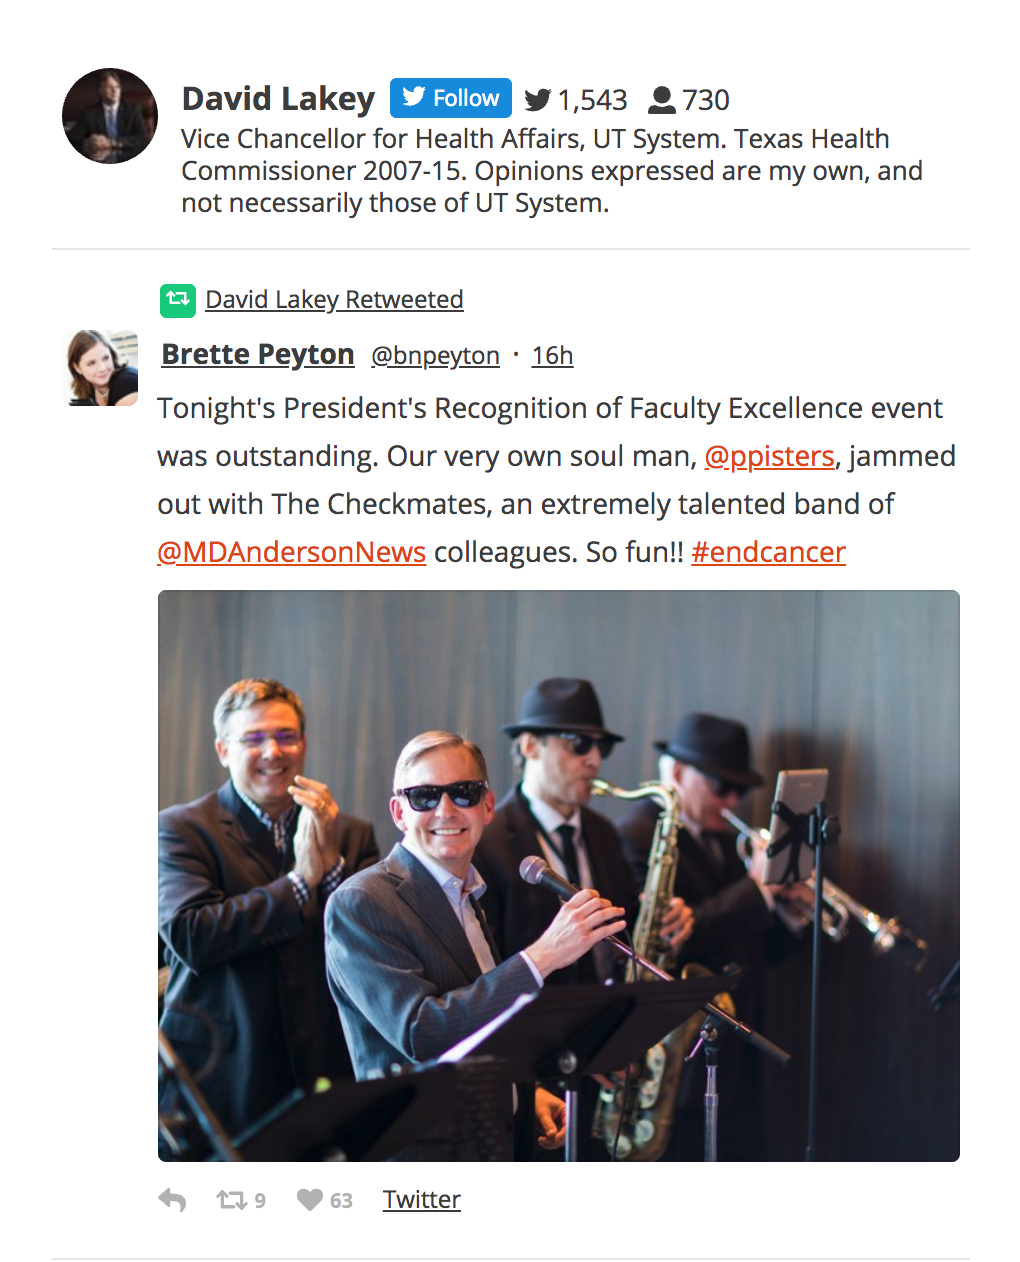 David Lakey Follow 1,543 730
Vice Chancellor for Health Affairs, UT System. Texas Health
Commissioner 2007-15. Opinions expressed are my own, and
not necessarily those of UT System.
David Lakey Retweeted
Brette Peyton @bnpeyton · 16h
Tonight's President's Recognition of Faculty Excellence event
was outstanding. Our very own soul man, @ppisters, jammed
out with The Checkmates, an extremely talented band of
@MDAndersonNews colleagues. So fun!! #endcancer
9 63 Twitter